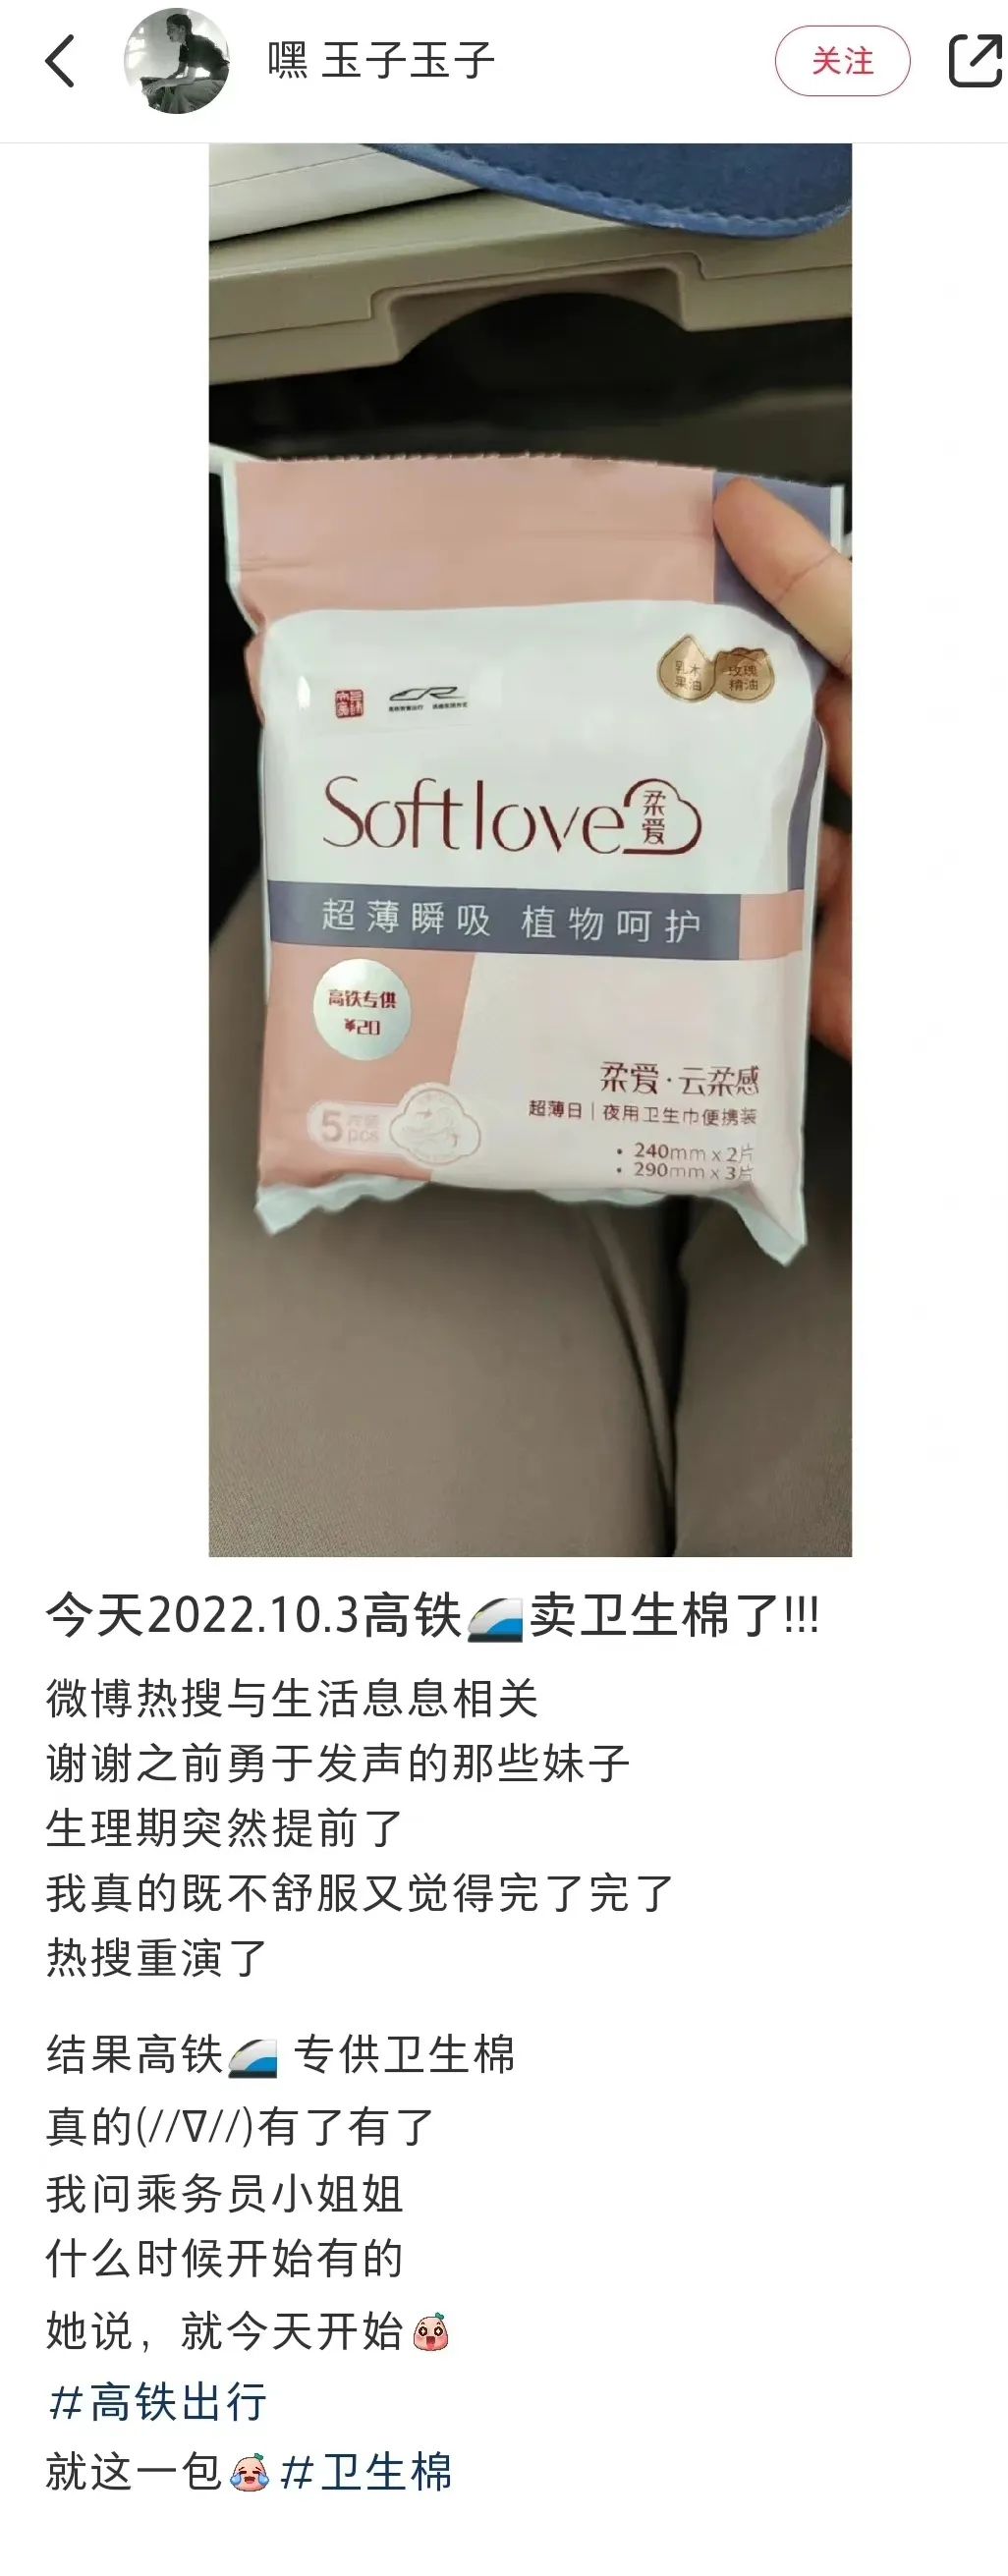 嘿 玉子玉子
关注
乳木
果油
玫瑰
精油
CR
Softlove
柔爱
超薄瞬吸 植物呵护
高铁专供
¥20
柔爱·云柔感
超薄日|夜用卫生巾便携装
5片装
pcs
• 240mm x 2片
• 290mm x 3片
今天2022.10.3高铁🚄卖卫生棉了!!!
微博热搜与生活息息相关
谢谢之前勇于发声的那些妹子
生理期突然提前了
我真的既不舒服又觉得完了完了
热搜重演了
结果高铁🚄 专供卫生棉
真的(//∇//)有了有了
我问乘务员小姐姐
什么时候开始有的
她说，就今天开始
#高铁出行
就这一包 #卫生棉